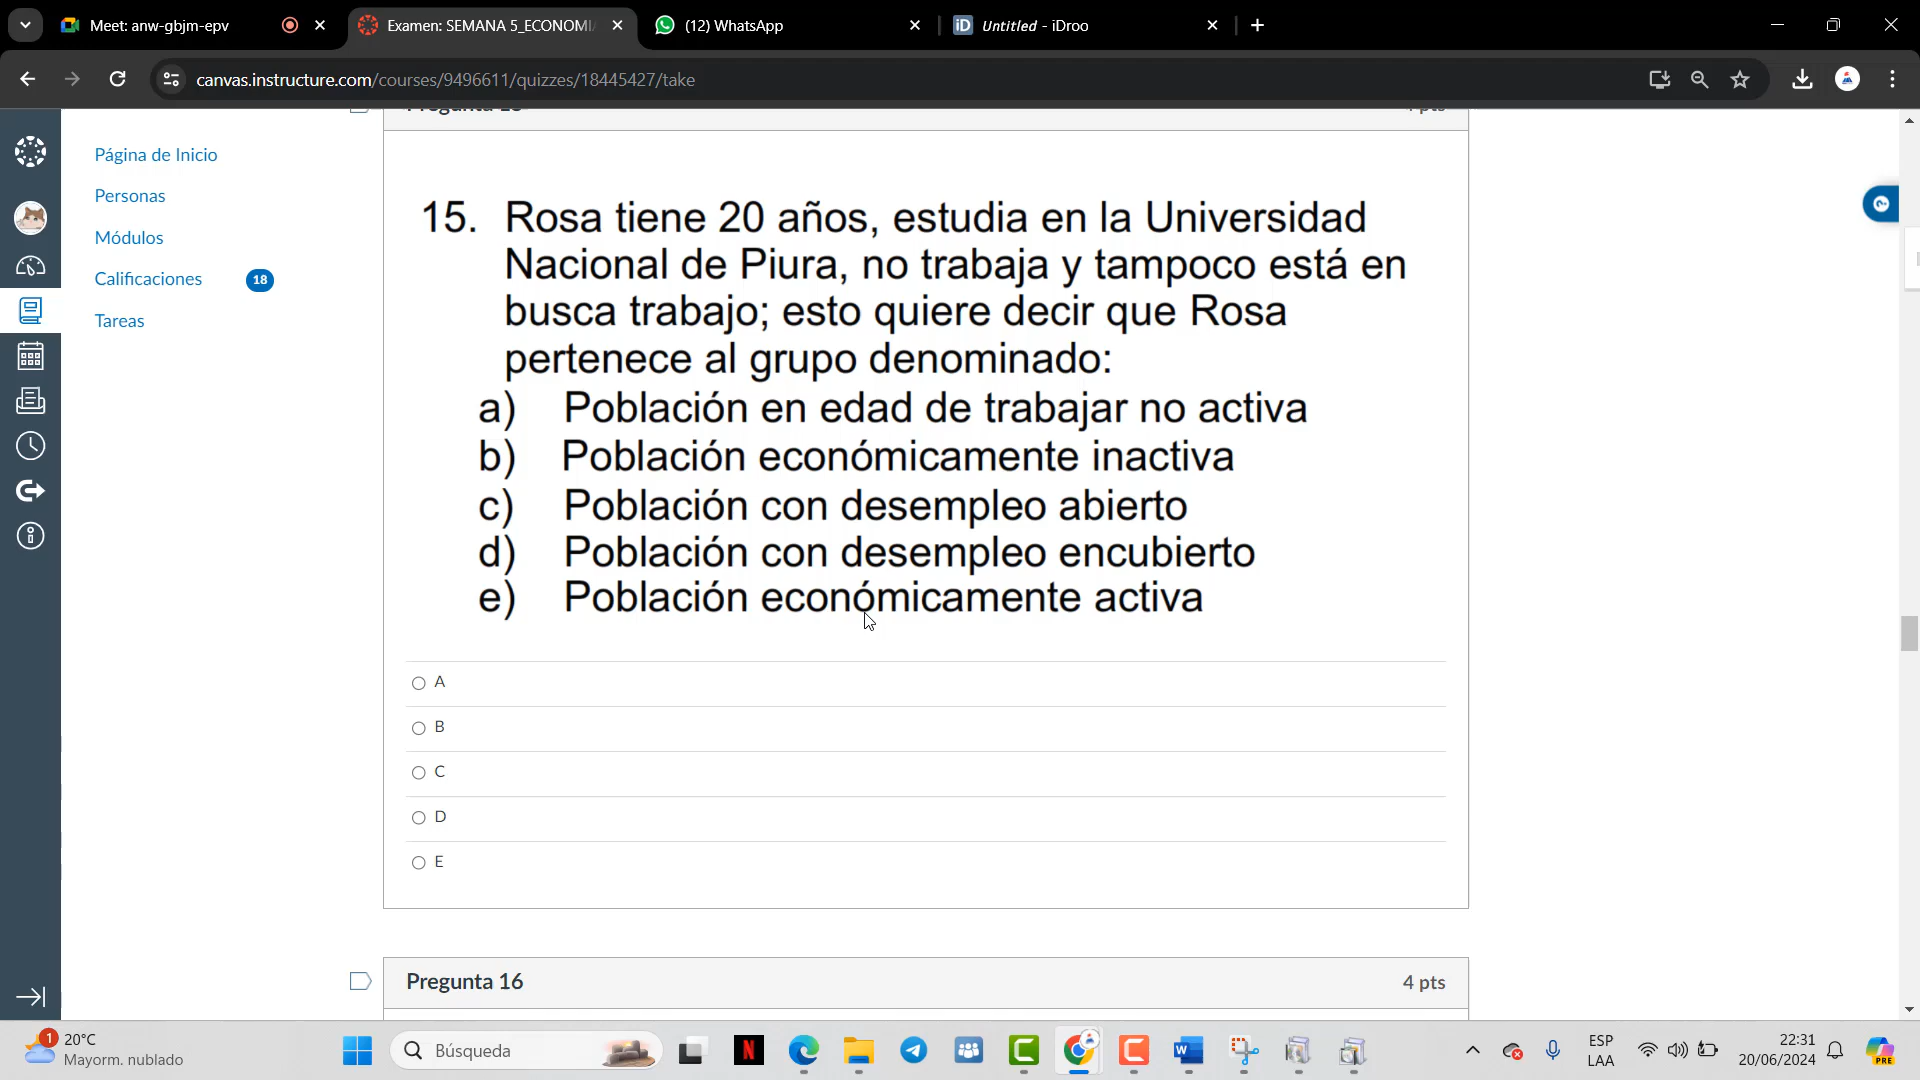 Meet: anw-gbjm-epv
Examen: SEMANA 5_ECONOMI
(12) WhatsApp
iD
Untitled - iDroo
canvas.instructure.com/courses/9496611/quizzes/18445427/take
Página de Inicio
Personas
Módulos
Calificaciones 18
Tareas
15. Rosa tiene 20 años, estudia en la Universidad
Nacional de Piura, no trabaja y tampoco está en
busca trabajo; esto quiere decir que Rosa
pertenece al grupo denominado:
a) Población en edad de trabajar no activa
b) Población económicamente inactiva
c) Población con desempleo abierto
d) Población con desempleo encubierto
e) Población económicamente activa
A
B
C
D
E
Pregunta 16 4 pts
1
20°C
Mayorm. nublado
Búsqueda
ESP
LAA
22:31
20/06/2024
PRE